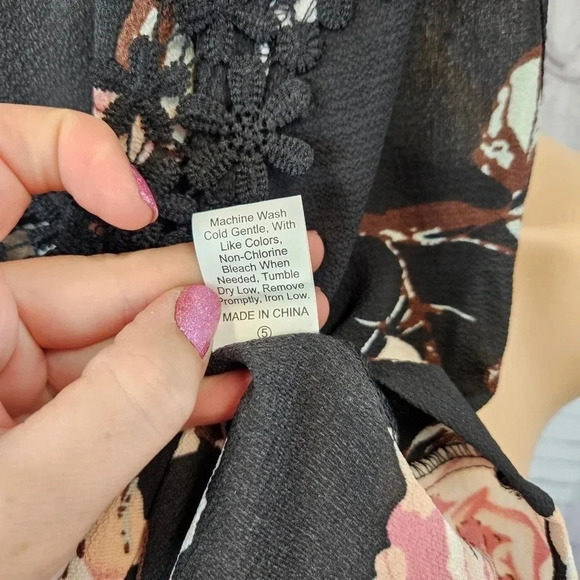 Machine Wash
Cold Gentle, With
Like Colors,
Non-Chlorine
Bleach When
Needed, Tumble
Dry Low, Remove
Promptly, Iron Low.
MADE IN CHINA
5